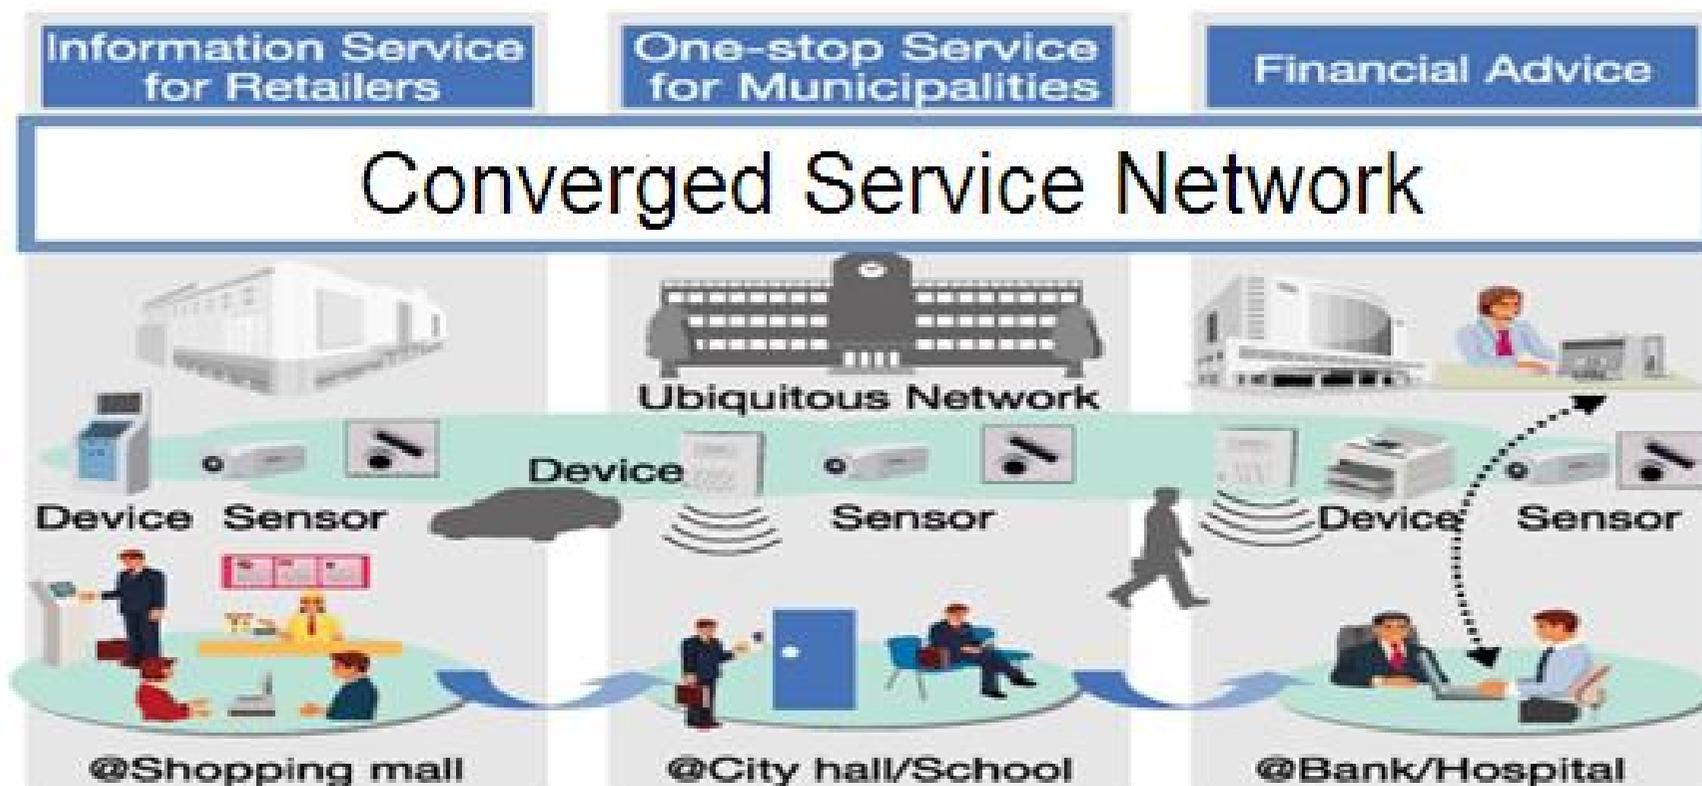 Information Service
for Retailers
One-stop Service
for Municipalities
Financial Advice
Converged Service Network
Ubiquitous Network
Device
Device
Sensor
Sensor
Device
Sensor
@Shopping mall
@City hall/School
@Bank/Hospital